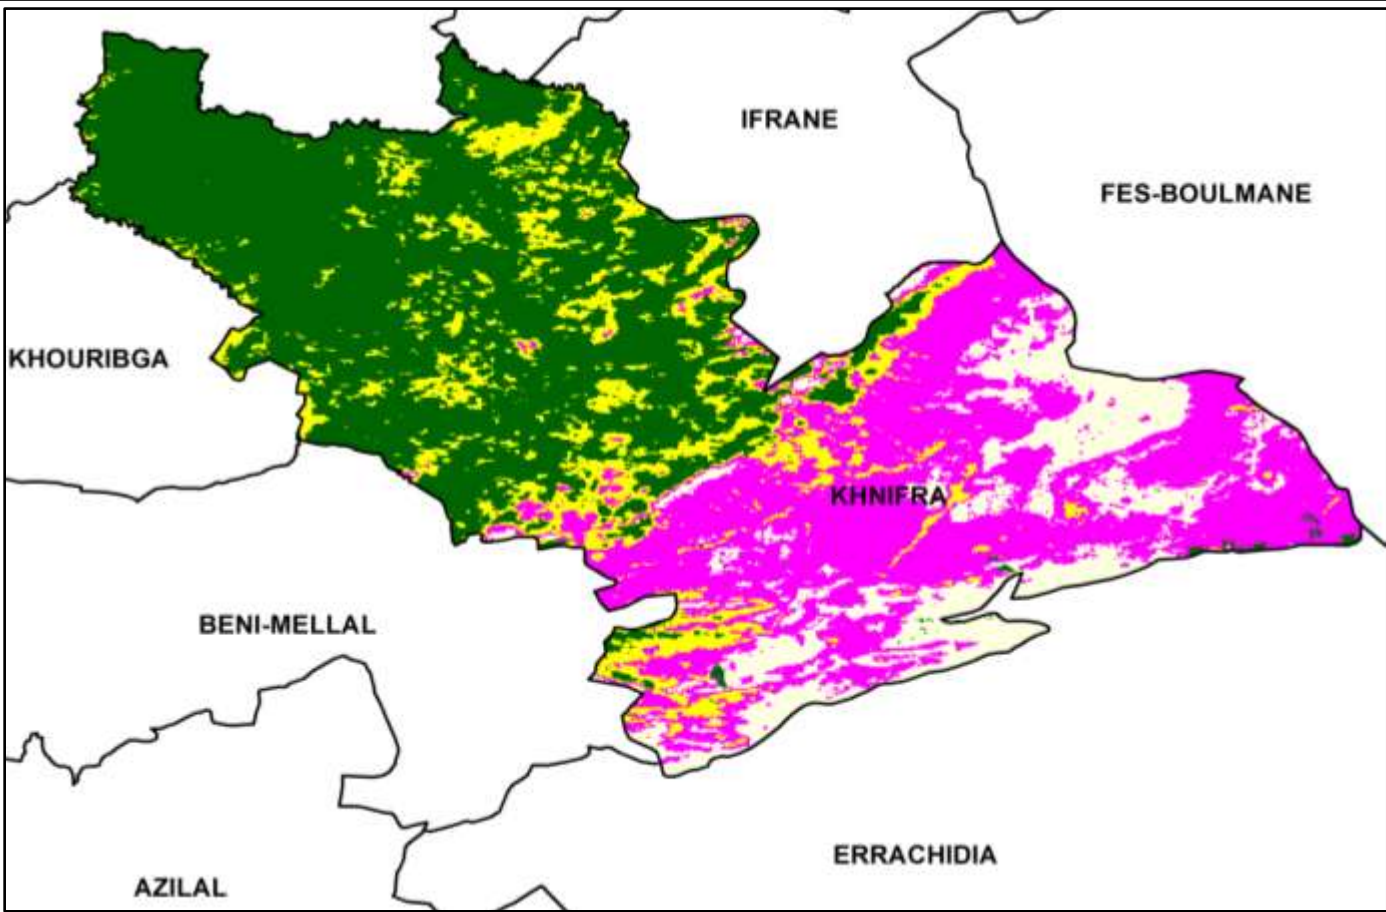 IFRANE
FES-BOULMANE
KHOURIBGA
KHNIFRA
BENI-MELLAL
ERRACHIDIA
AZILAL